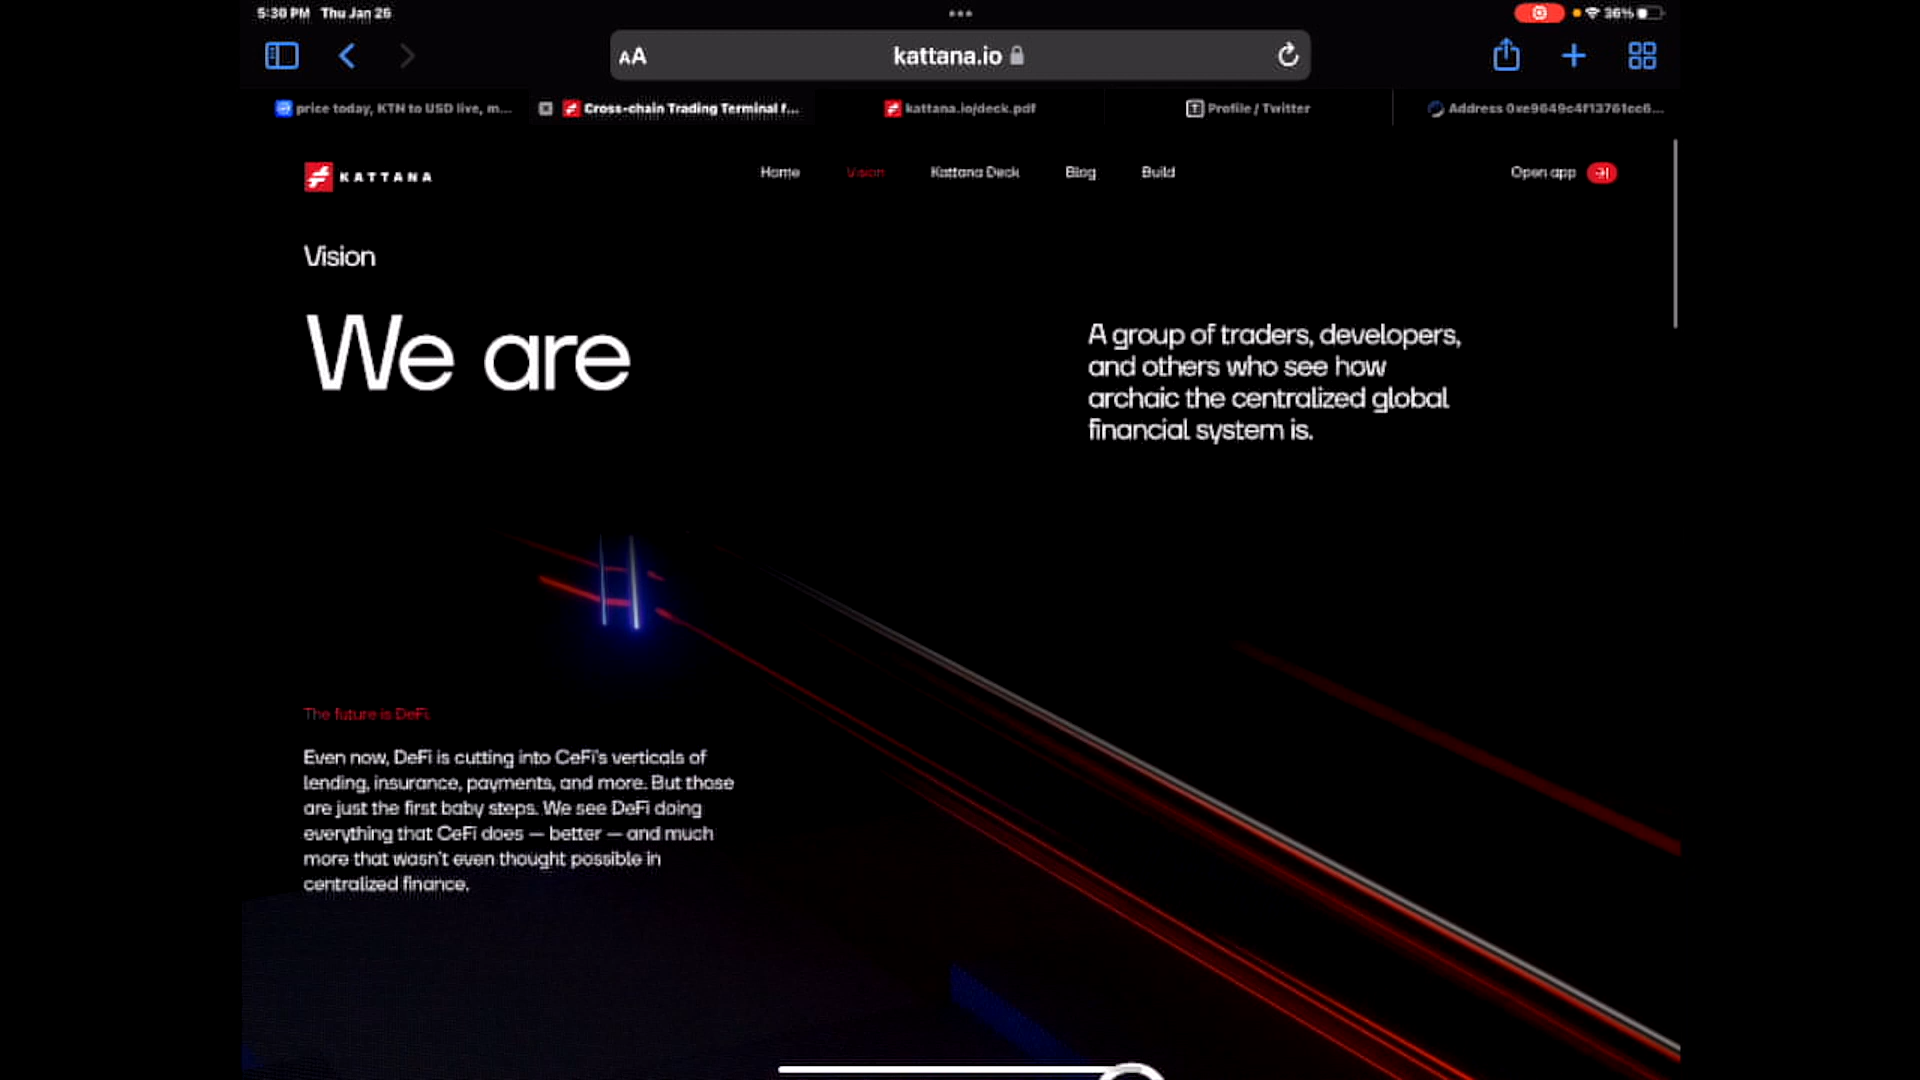 5:30 PM Thu Jan 26
36%
AA
kattana.io
price today, KTN to USD live, m...
Cross-chain Trading Terminal f...
kattana.io/deck.pdf
Profile / Twitter
Address 0xe9649c4f13761cc6...
KATTANA
Home
Vision
Kattana Deck
Blog
Build
Open app
Vision
We are
A group of traders, developers,
and others who see how
archaic the centralized global
financial system is.
The future is DeFi.
Even now, DeFi is cutting into CeFi's verticals of
lending, insurance, payments, and more. But those
are just the first baby steps. We see DeFi doing
everything that CeFi does — better — and much
more that wasn't even thought possible in
centralized finance.